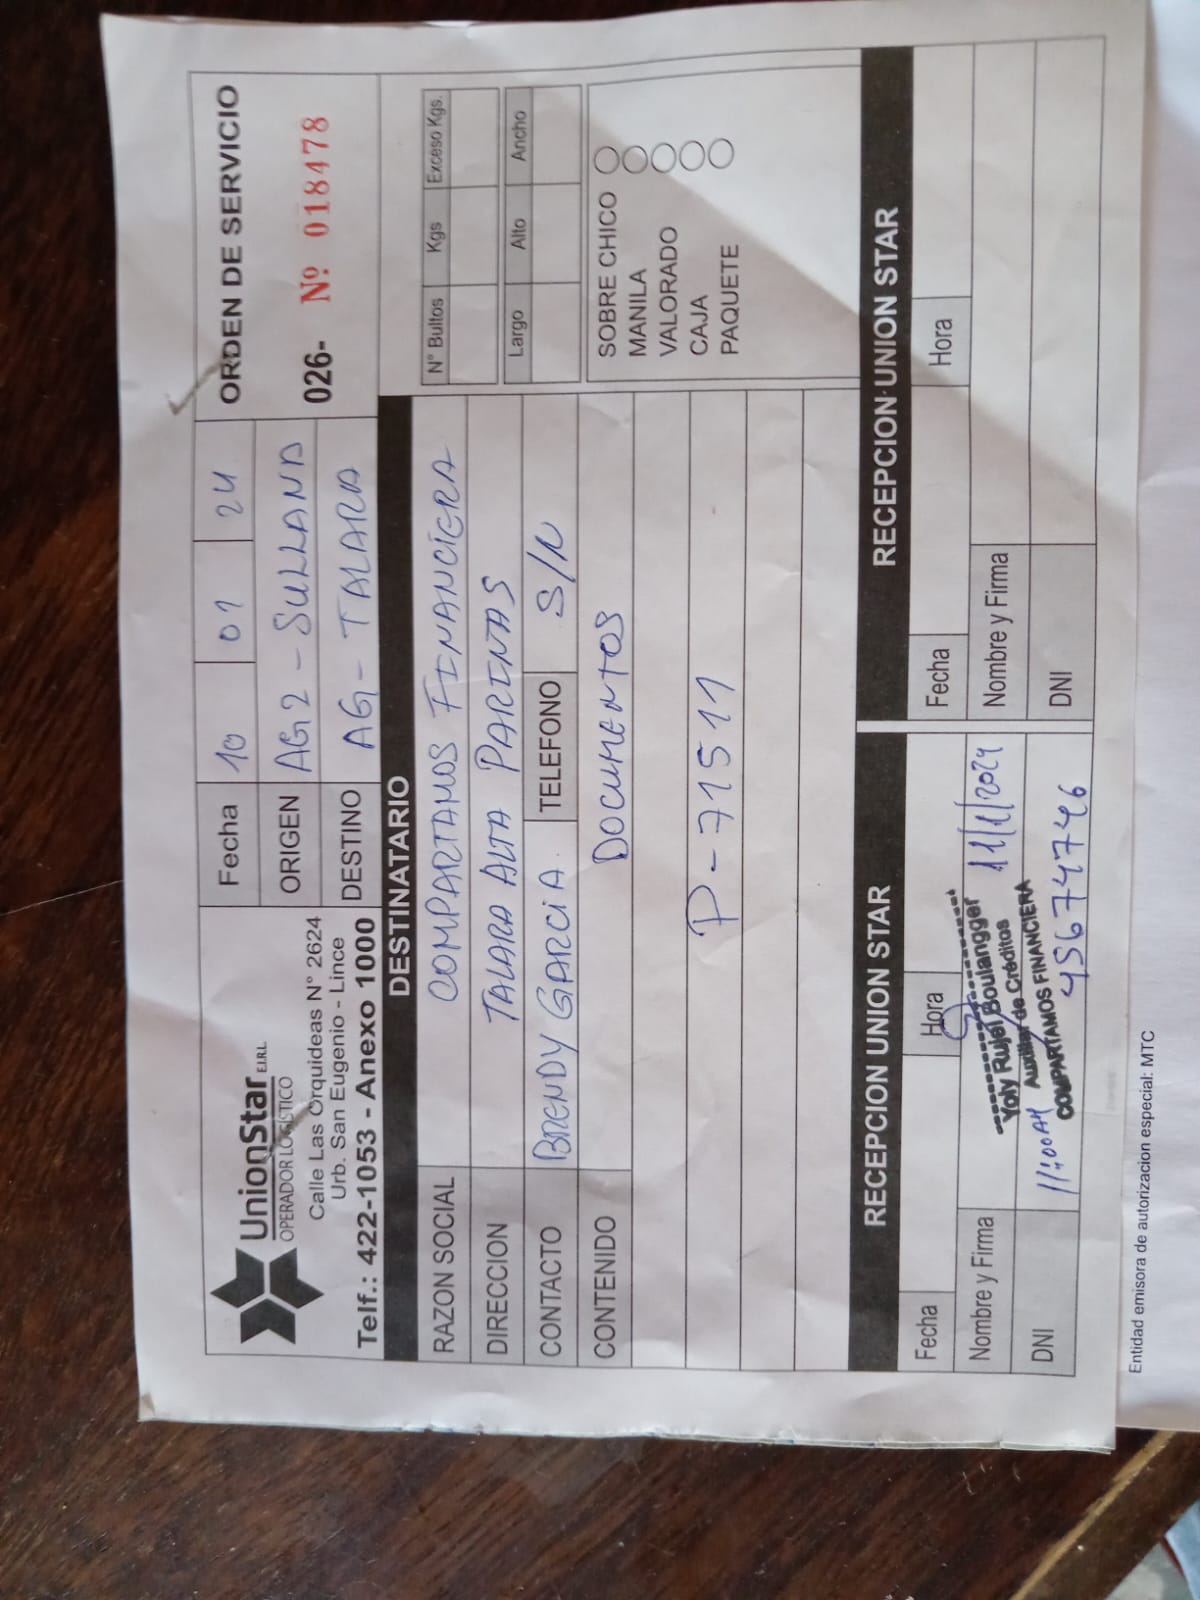 UnionStar E.I.R.L.
OPERADOR LOGISTICO
Calle Las Orquideas N° 2624
Urb. San Eugenio - Lince
Telf.: 422-1053 - Anexo 1000
Fecha 10 01 24
ORIGEN AG2 - SULLANA
DESTINO AG - TALARA
ORDEN DE SERVICIO
026- Nº 018478
DESTINATARIO
RAZON SOCIAL COMPARTAMOS FINANCIERA
DIRECCION TALARA ALTA PARIÑAS
CONTACTO BRENDY GARCIA TELEFONO S/N
CONTENIDO DOCUMENTOS
P-71511
N° Bultos Kgs Exceso Kgs.
Largo Alto Ancho
SOBRE CHICO
MANILA
VALORADO
CAJA
PAQUETE
RECEPCION UNION STAR
Fecha Hora
Nombre y Firma 11/1/2024
Yoly Rujel Boulangger
Auxiliar de Créditos
COMPARTAMOS FINANCIERA
DNI 11:00AM 45674746
RECEPCION UNION STAR
Fecha Hora
Nombre y Firma
DNI
Entidad emisora de autorizacion especial: MTC